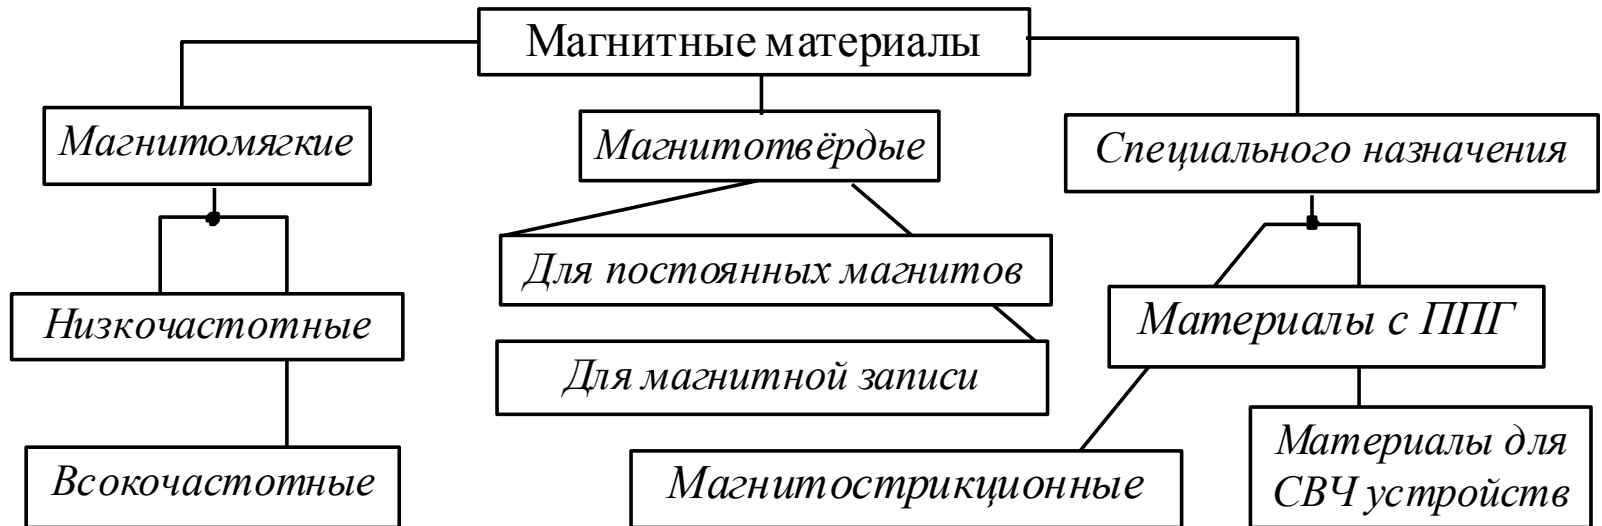 Магнитные материалы
Магнитомягкие
Магнитотвёрдые
Специального назначения
Для постоянных магнитов
Низкочастотные
Материалы с ППГ
Для магнитной записи
Всокочастотные
Магнитострикционные
Материалы для
СВЧ устройств